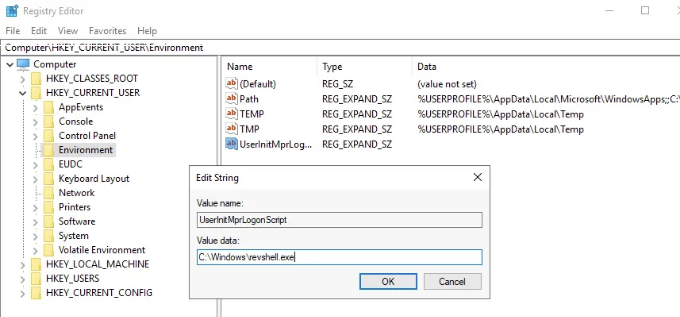 Registry Editor
File Edit View Favorites Help
Computer\HKEY_CURRENT_USER\Environment
Computer
HKEY_CLASSES_ROOT
HKEY_CURRENT_USER
AppEvents
Console
Control Panel
Environment
EUDC
Keyboard Layout
Network
Printers
Software
System
Volatile Environment
HKEY_LOCAL_MACHINE
HKEY_USERS
HKEY_CURRENT_CONFIG
Name Type Data
(Default) REG_SZ (value not set)
Path REG_EXPAND_SZ %USERPROFILE%\AppData\Local\Microsoft\WindowsApps;;C:\
TEMP REG_EXPAND_SZ %USERPROFILE%\AppData\Local\Temp
TMP REG_EXPAND_SZ %USERPROFILE%\AppData\Local\Temp
UserInitMprLog... REG_EXPAND_SZ
Edit String
Value name:
UserInitMprLogonScript
Value data:
C:\Windows\revshell.exe
OK Cancel